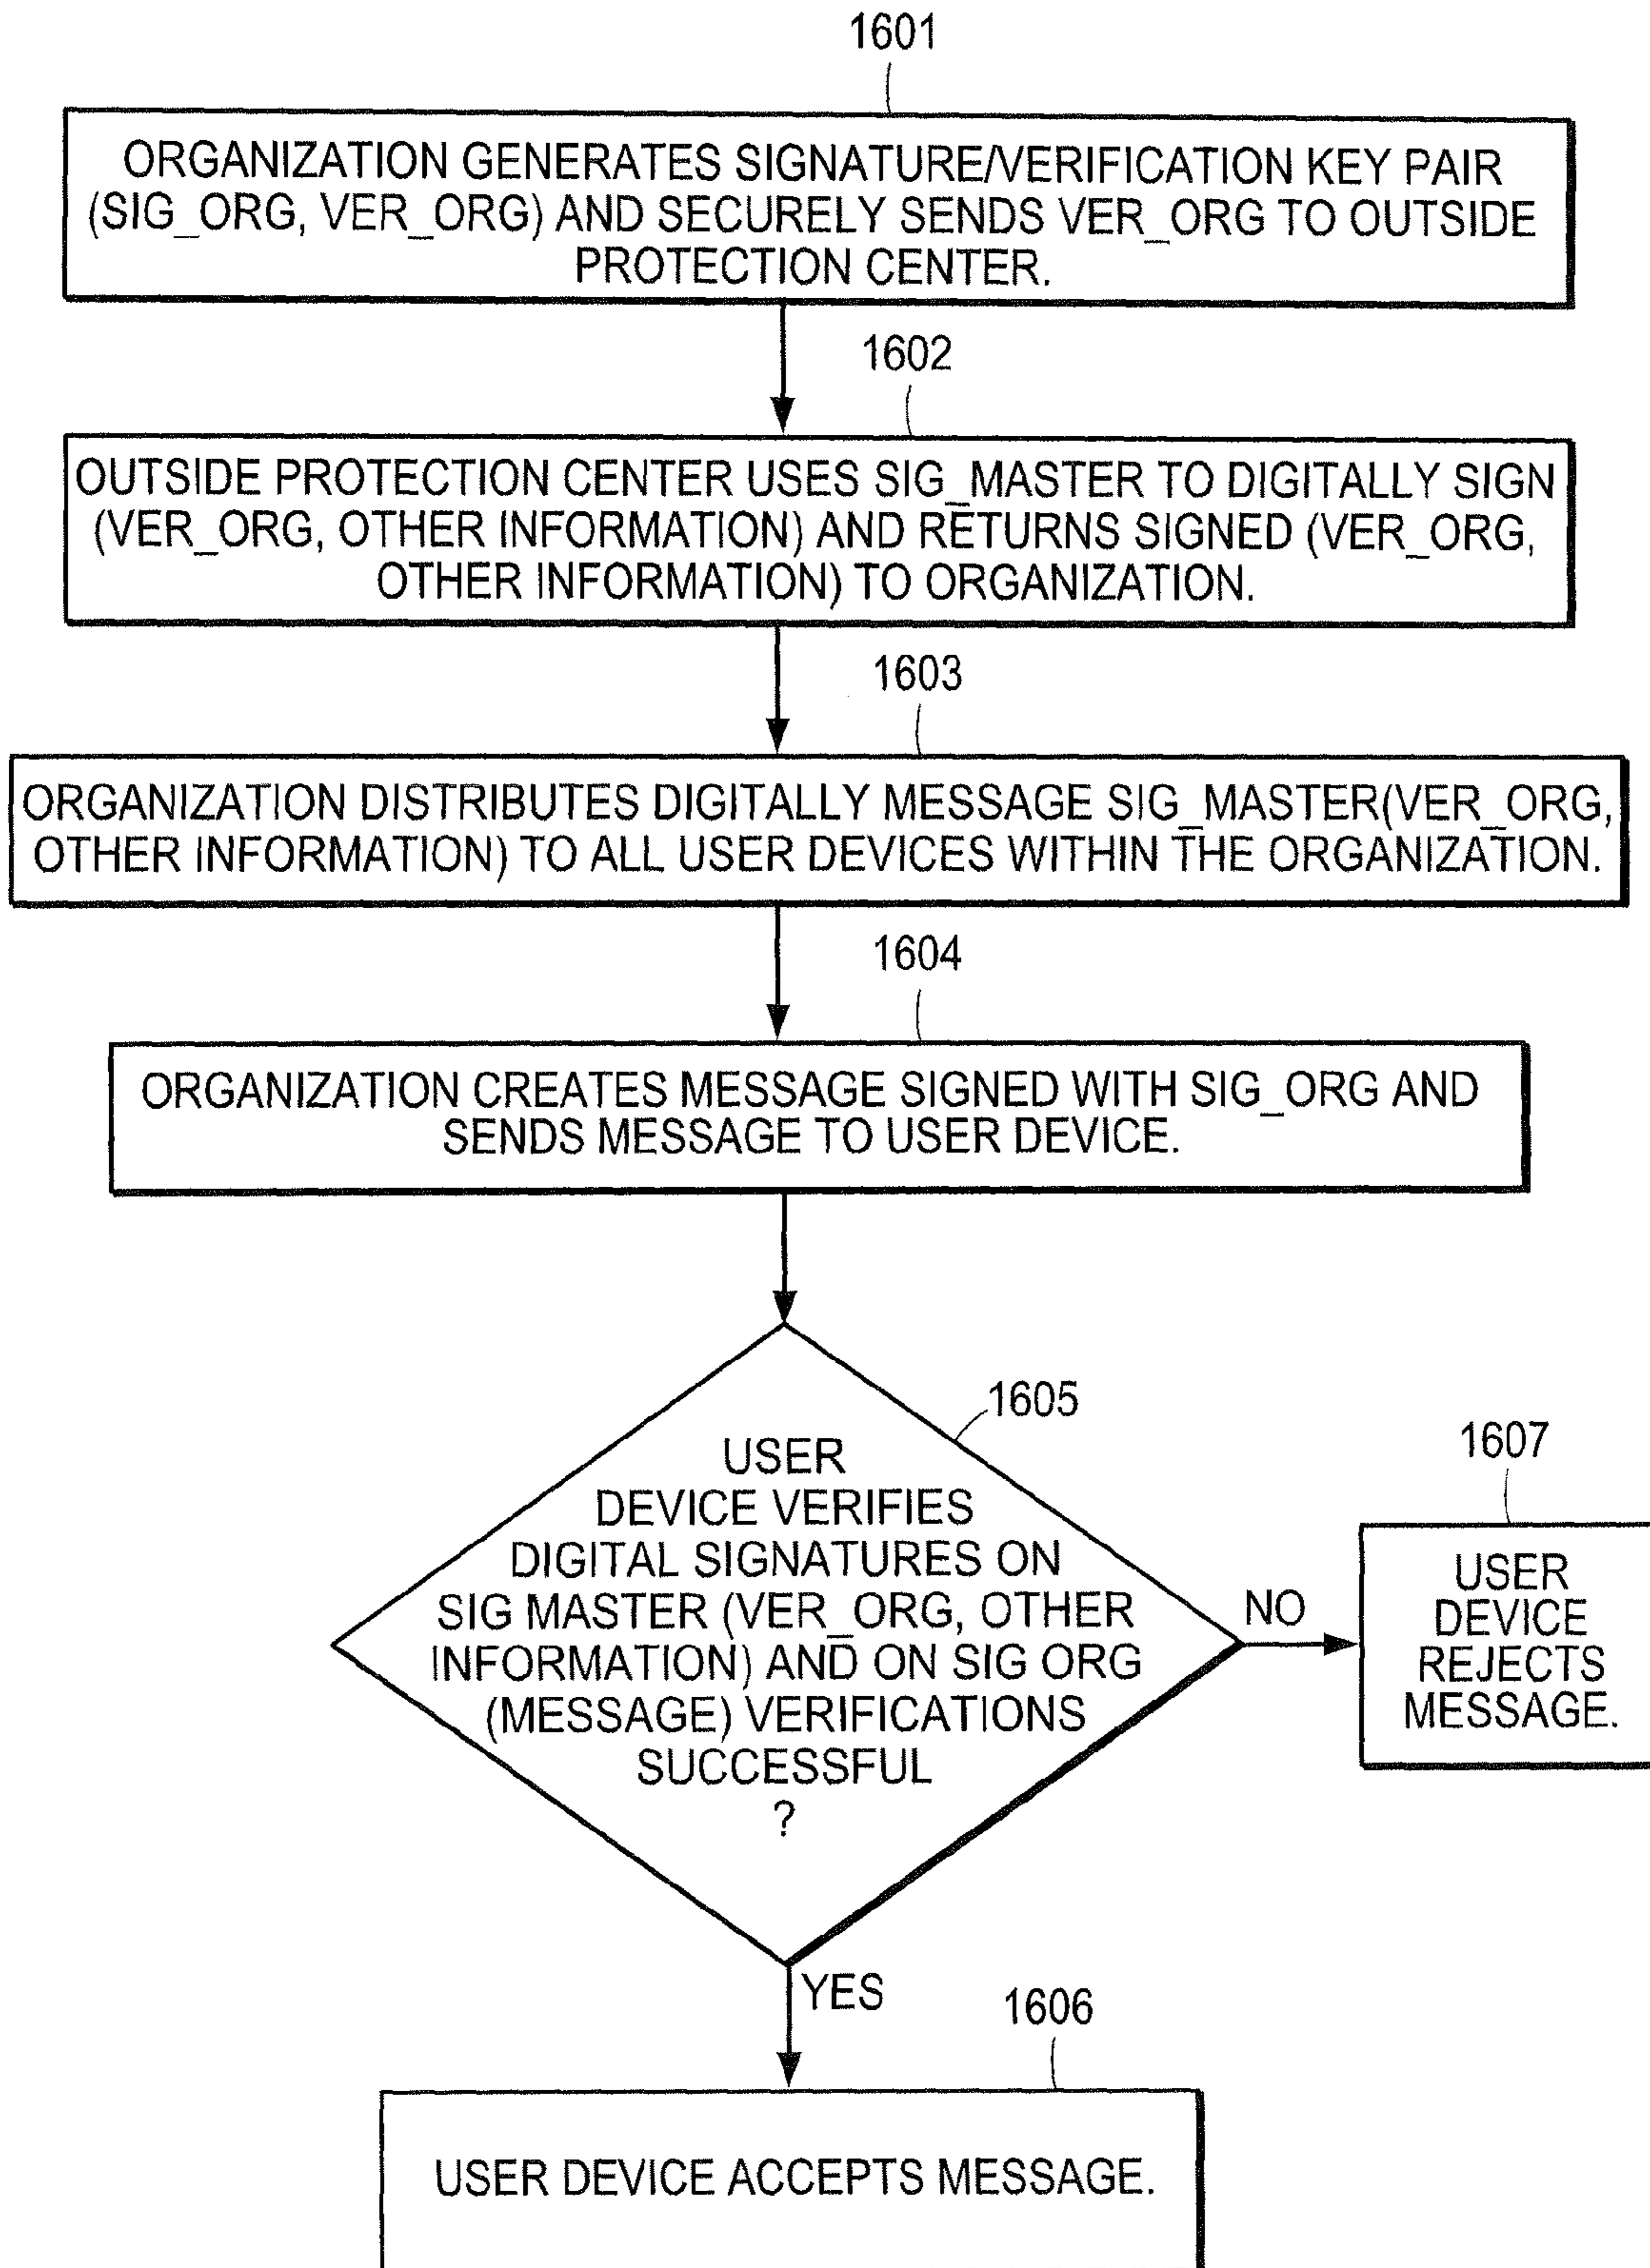 1601
ORGANIZATION GENERATES SIGNATURE/VERIFICATION KEY PAIR
(SIG_ORG, VER_ORG) AND SECURELY SENDS VER_ORG TO OUTSIDE
PROTECTION CENTER.
1602
OUTSIDE PROTECTION CENTER USES SIG_MASTER TO DIGITALLY SIGN
(VER_ORG, OTHER INFORMATION) AND RETURNS SIGNED (VER_ORG,
OTHER INFORMATION) TO ORGANIZATION.
1603
ORGANIZATION DISTRIBUTES DIGITALLY MESSAGE SIG_MASTER(VER_ORG,
OTHER INFORMATION) TO ALL USER DEVICES WITHIN THE ORGANIZATION.
1604
ORGANIZATION CREATES MESSAGE SIGNED WITH SIG_ORG AND
SENDS MESSAGE TO USER DEVICE.
1605
USER
DEVICE VERIFIES
DIGITAL SIGNATURES ON
SIG MASTER (VER_ORG, OTHER
INFORMATION) AND ON SIG ORG
(MESSAGE) VERIFICATIONS
SUCCESSFUL
?
NO
1607
USER
DEVICE
REJECTS
MESSAGE.
YES
1606
USER DEVICE ACCEPTS MESSAGE.